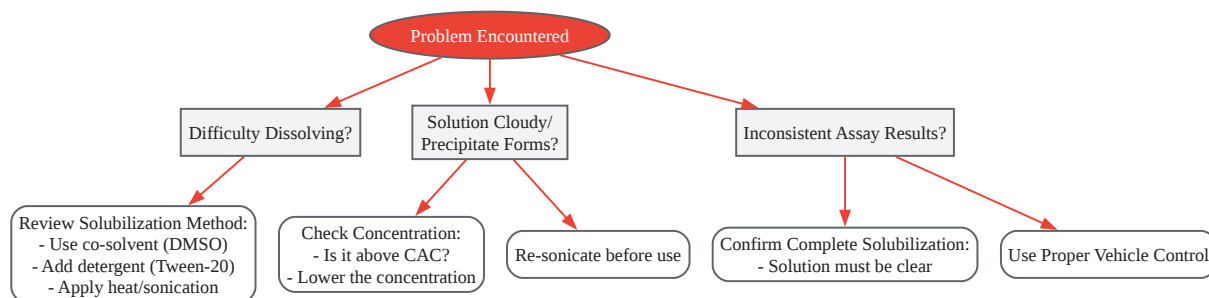 Problem Encountered
Difficulty Dissolving?
Solution Cloudy/
Precipitate Forms?
Inconsistent Assay Results?
Review Solubilization Method:
- Use co-solvent (DMSO)
- Add detergent (Tween-20)
- Apply heat/sonication
Check Concentration:
- Is it above CAC?
- Lower the concentration
Re-sonicate before use
Confirm Complete Solubilization:
- Solution must be clear
Use Proper Vehicle Control